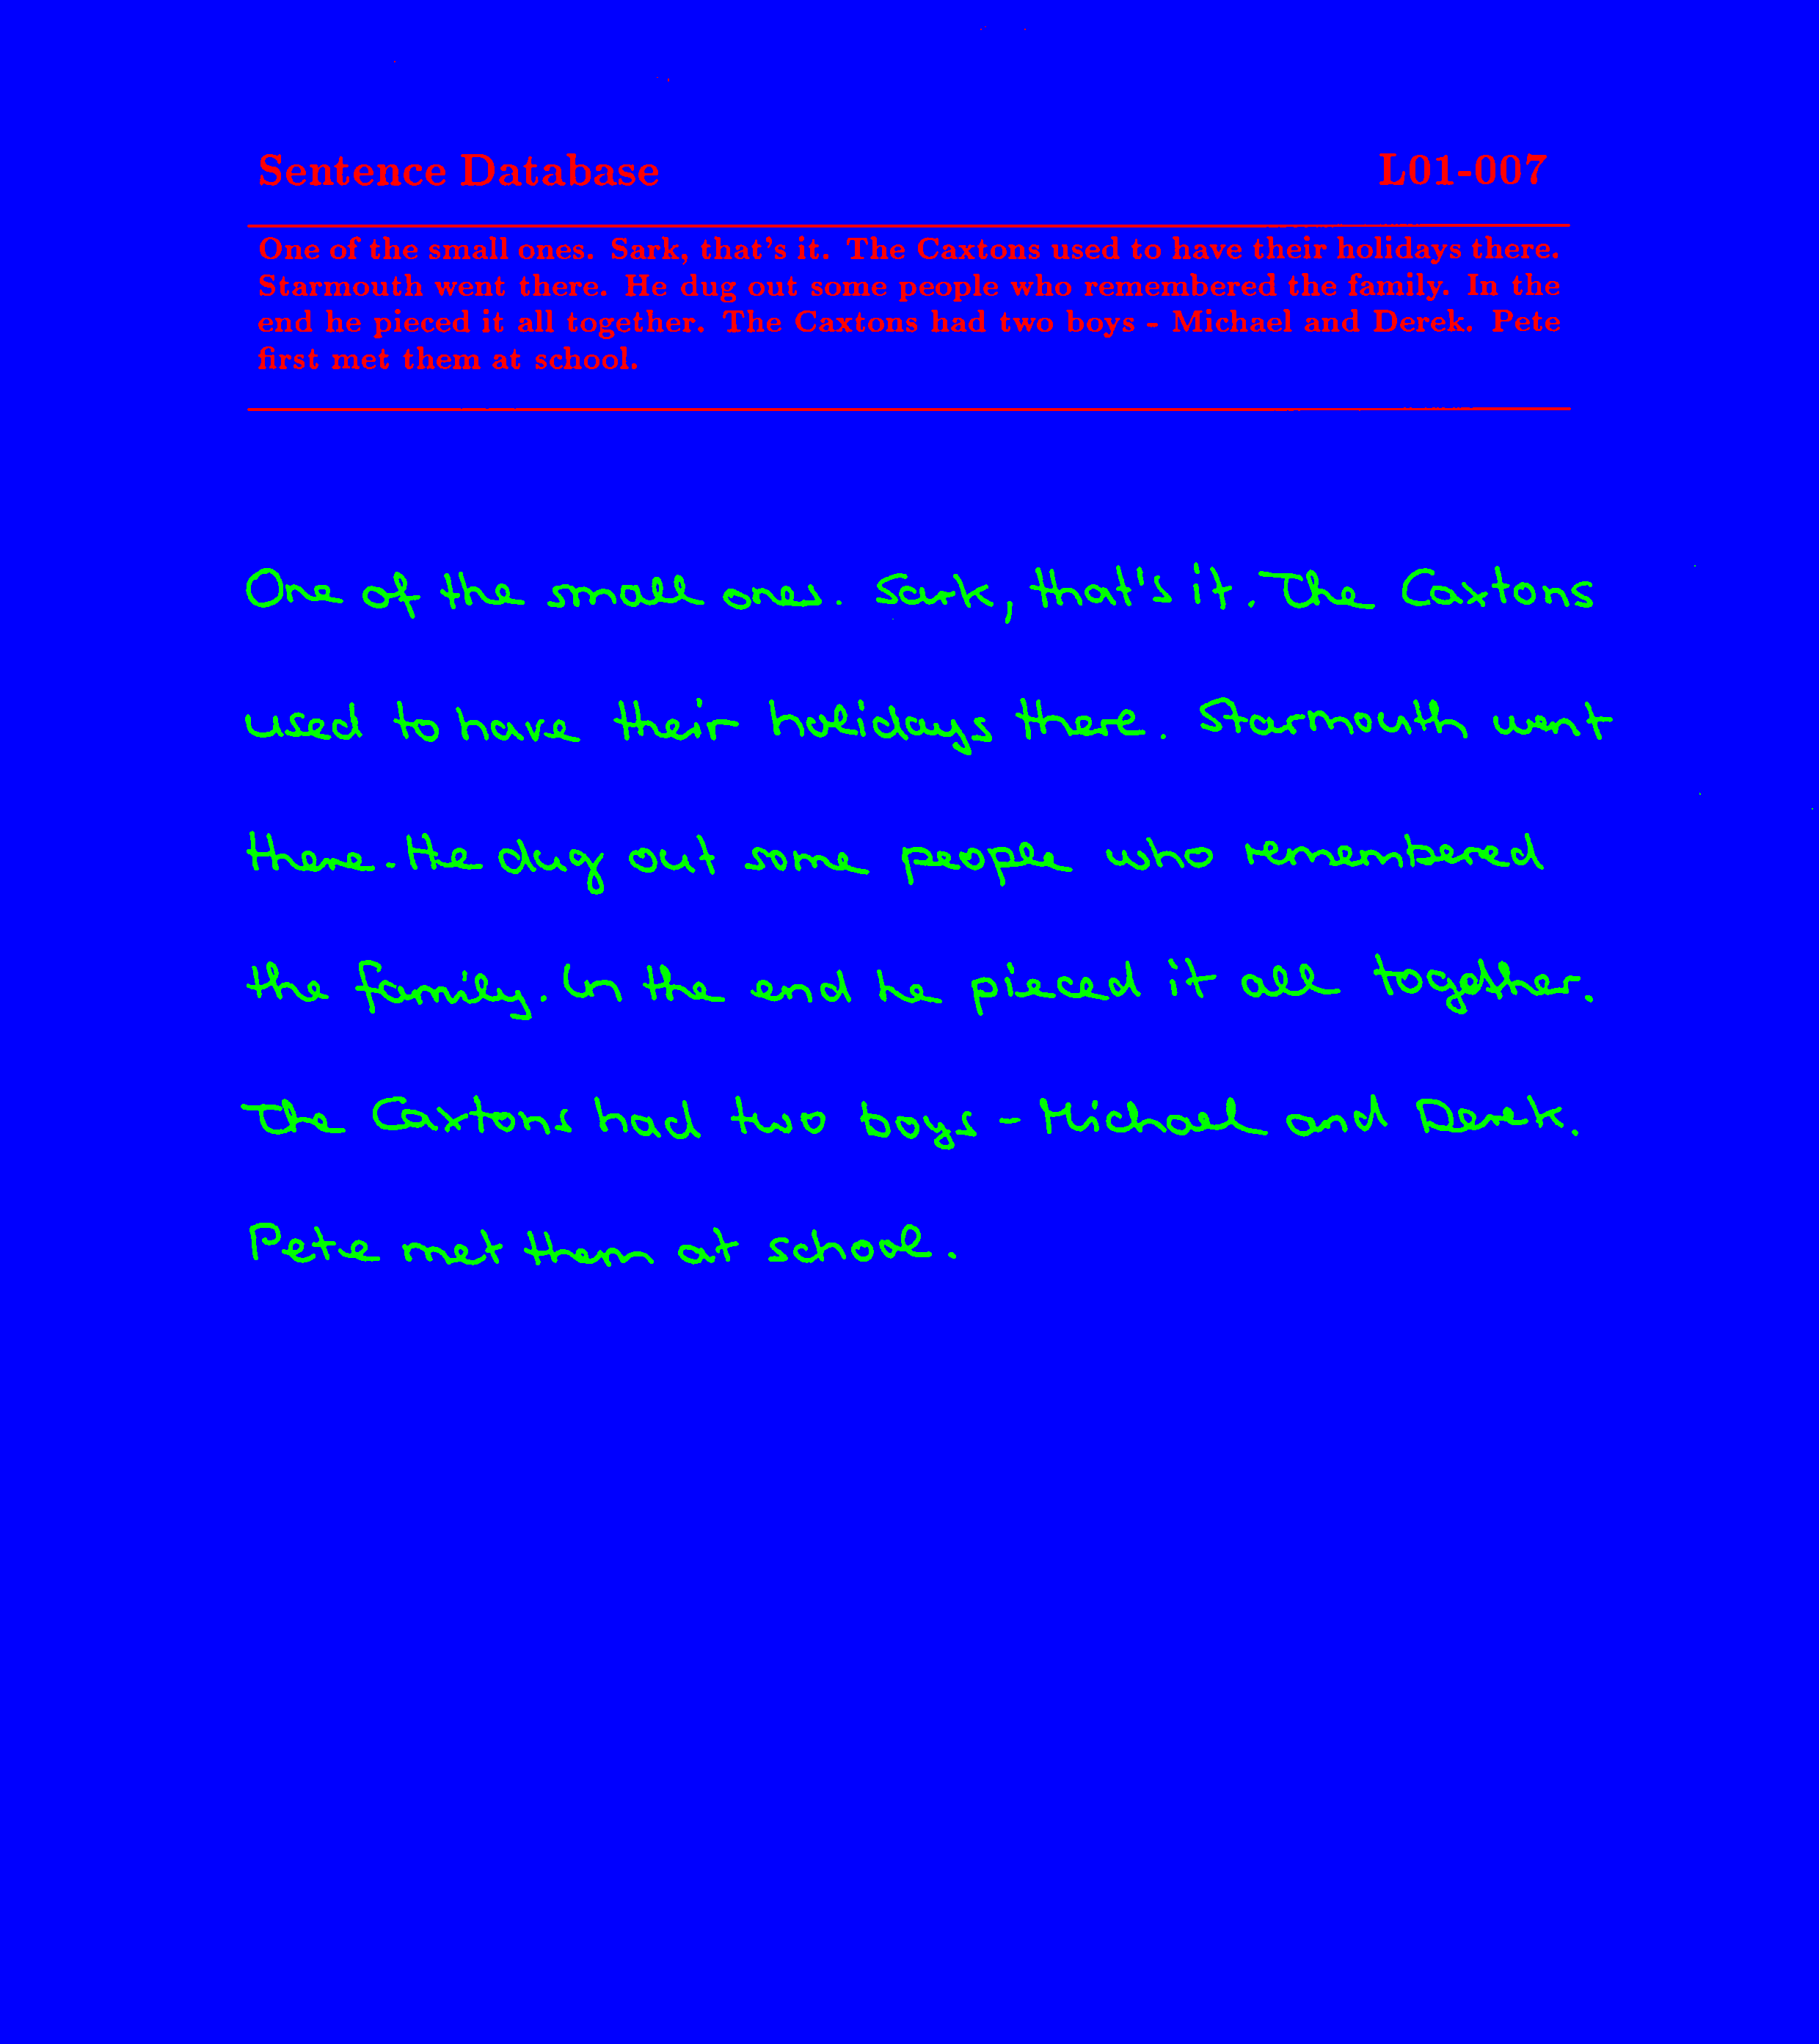 Sentence Database L01-007
One of the small ones. Sark, that's it. The Caxtons used to have their holidays there.
Starmouth went there. He dug out some people who remembered the family. In the
end he pieced it all together. The Caxtons had two boys - Michael and Derek. Pete
first met them at school.
One of the small ones. Sark, that's it. The Caxtons
used to have their holidays there. Starmouth went
there. He dug out some people who remembered
the family. In the end he pieced it all together.
The Caxtons had two boys - Michael and Derek.
Pete met them at school.